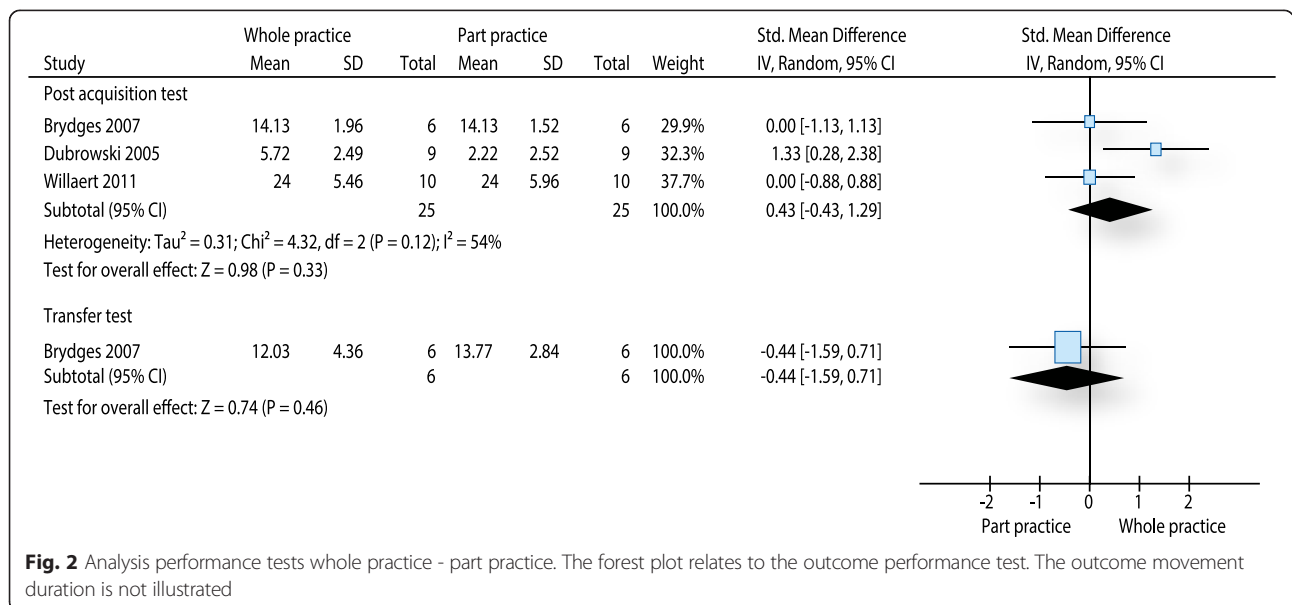 Whole practice Part practice Std. Mean Difference Std. Mean Difference
Study Mean SD Total Mean SD Total Weight IV, Random, 95% CI IV, Random, 95% CI
Post acquisition test
Brydges 2007 14.13 1.96 6 14.13 1.52 6 29.9% 0.00 [-1.13, 1.13]
Dubrowski 2005 5.72 2.49 9 2.22 2.52 9 32.3% 1.33 [0.28, 2.38]
Willaert 2011 24 5.46 10 24 5.96 10 37.7% 0.00 [-0.88, 0.88]
Subtotal (95% CI) 25 25 100.0% 0.43 [-0.43, 1.29]
Heterogeneity: Tau² = 0.31; Chi² = 4.32, df = 2 (P = 0.12); I² = 54%
Test for overall effect: Z = 0.98 (P = 0.33)
Transfer test
Brydges 2007 12.03 4.36 6 13.77 2.84 6 100.0% -0.44 [-1.59, 0.71]
Subtotal (95% CI) 6 6 100.0% -0.44 [-1.59, 0.71]
Test for overall effect: Z = 0.74 (P = 0.46)
-2 -1 0 1 2
Part practice Whole practice
Fig. 2 Analysis performance tests whole practice - part practice. The forest plot relates to the outcome performance test. The outcome movement
duration is not illustrated